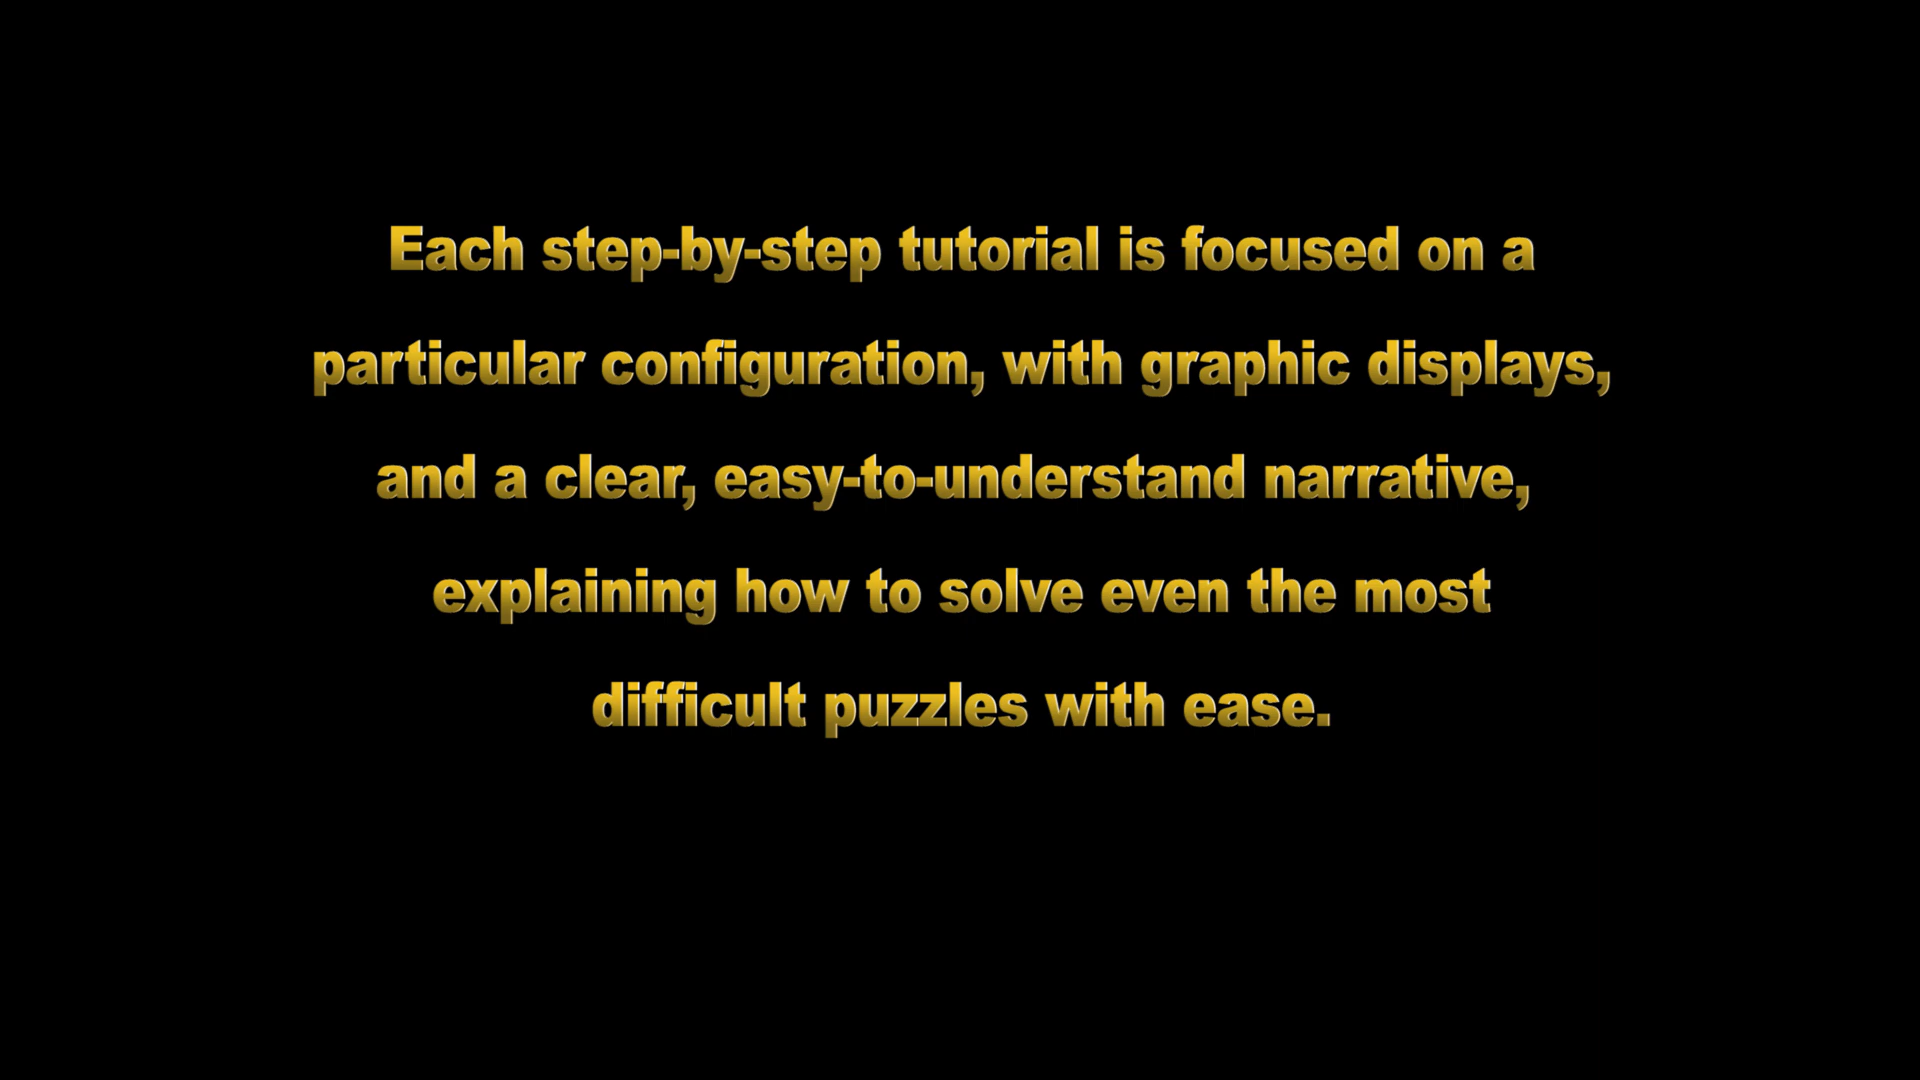 Each step-by-step tutorial is focused on a
particular configuration, with graphic displays,
and a clear, easy-to-understand narrative,
explaining how to solve even the most
difficult puzzles with ease.